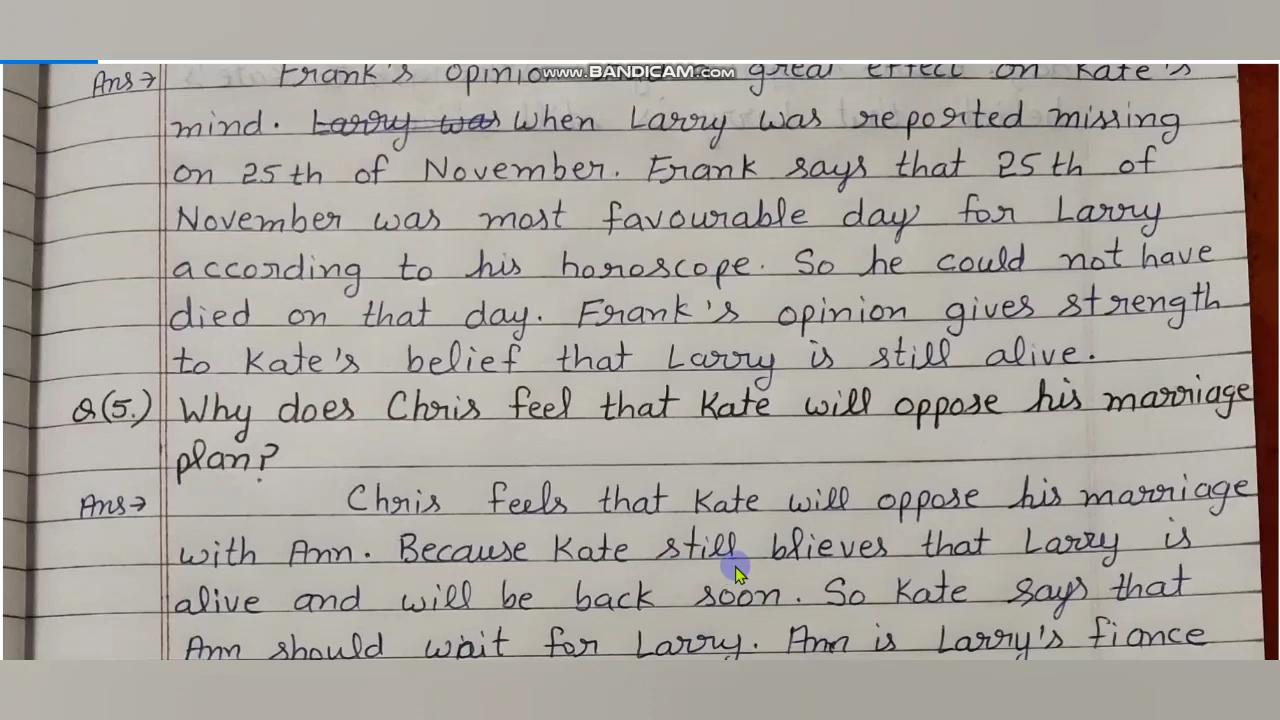 www.BANDICAM.com
Ans→ Frank's opinion great effect on Kate's
mind. Larry was When Larry was reported missing
on 25th of November. Frank says that 25th of
November was most favourable day for Larry
according to his horoscope. So he could not have
died on that day. Frank's opinion gives strength
to Kate's belief that Larry is still alive.
Q(5.) Why does Chris feel that Kate will oppose his marriage
plan?
Ans→ Chris feels that Kate will oppose his marriage
with Ann. Because Kate still blieves that Larry is
alive and will be back soon. So Kate says that
Ann should wait for Larry. Ann is Larry's fiance